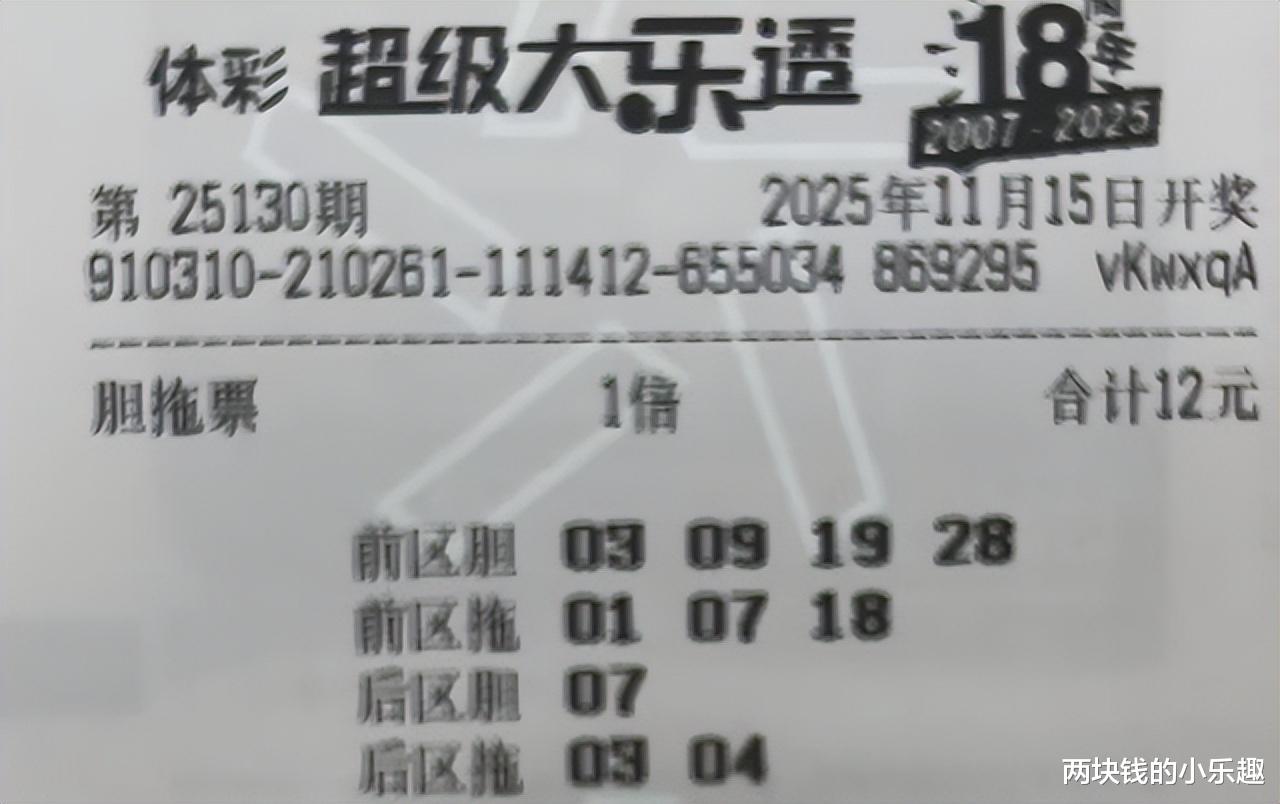 体彩 超级大乐透 18周年
2007-2025
第 25130期 2025年11月15日开奖
910310-210261-111412-655034 869295 vKwxqA
胆拖票 1倍 合计12元
前区胆 03 09 19 28
前区拖 01 07 18
后区胆 07
后区拖 03 04
两块钱的小乐趣